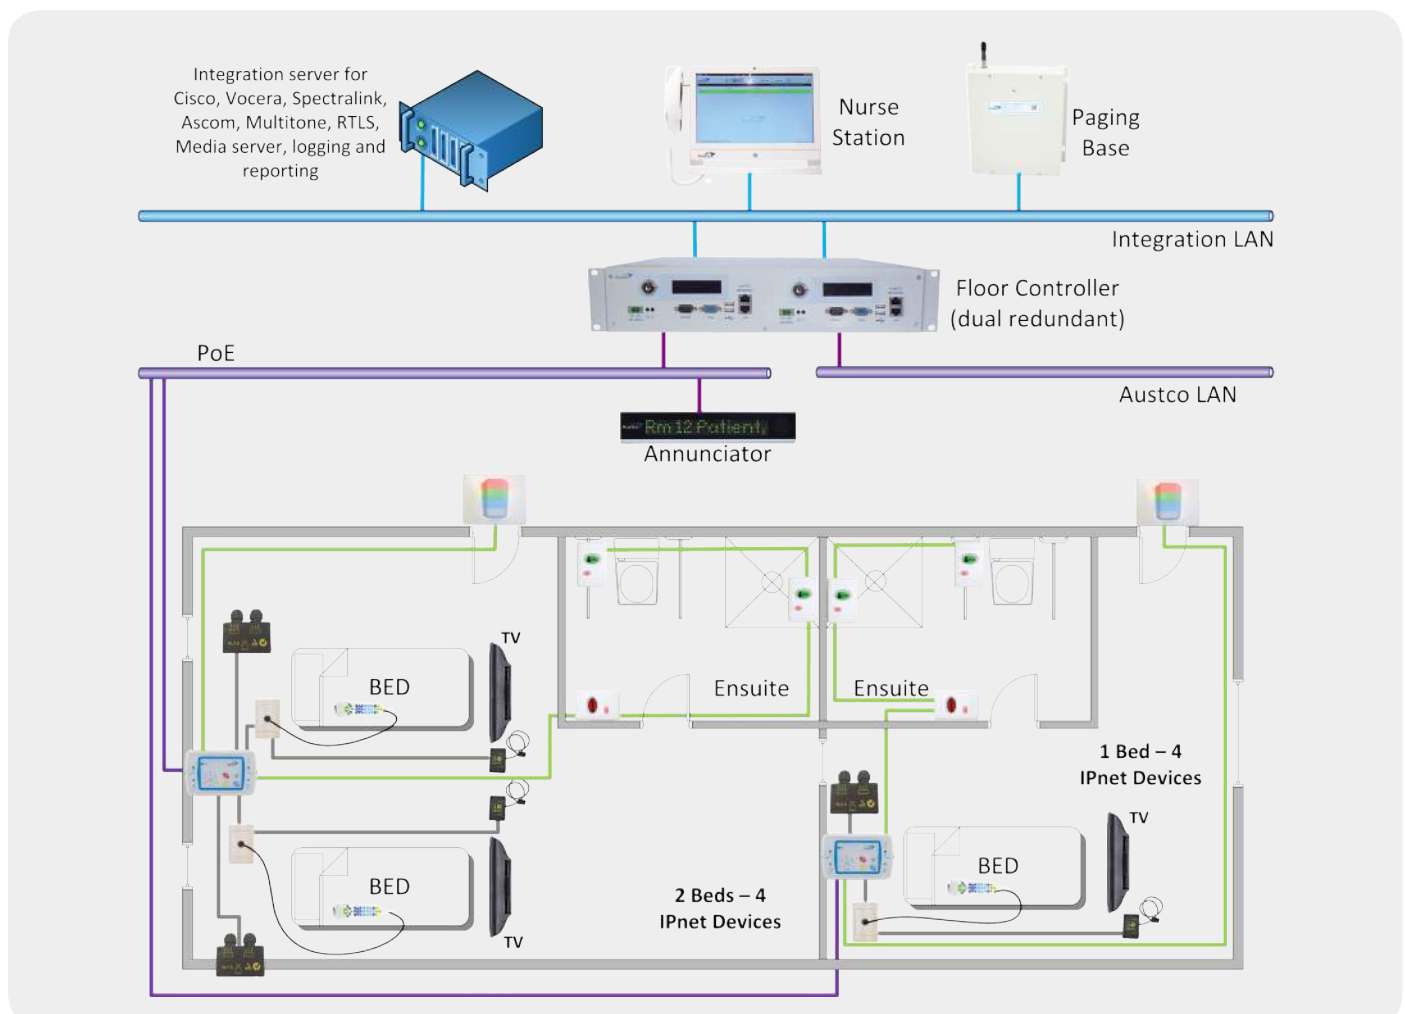 Integration server for
Cisco, Vocera, Spectralink,
Ascom, Multitone, RTLS,
Media server, logging and
reporting
Nurse
Station
Paging
Base
Integration LAN
Floor Controller
(dual redundant)
PoE
Austco LAN
Rm 12 Patient,
Annunciator
TV
BED
Ensuite
Ensuite
1 Bed – 4
IPnet Devices
TV
BED
BED
2 Beds – 4
IPnet Devices
TV